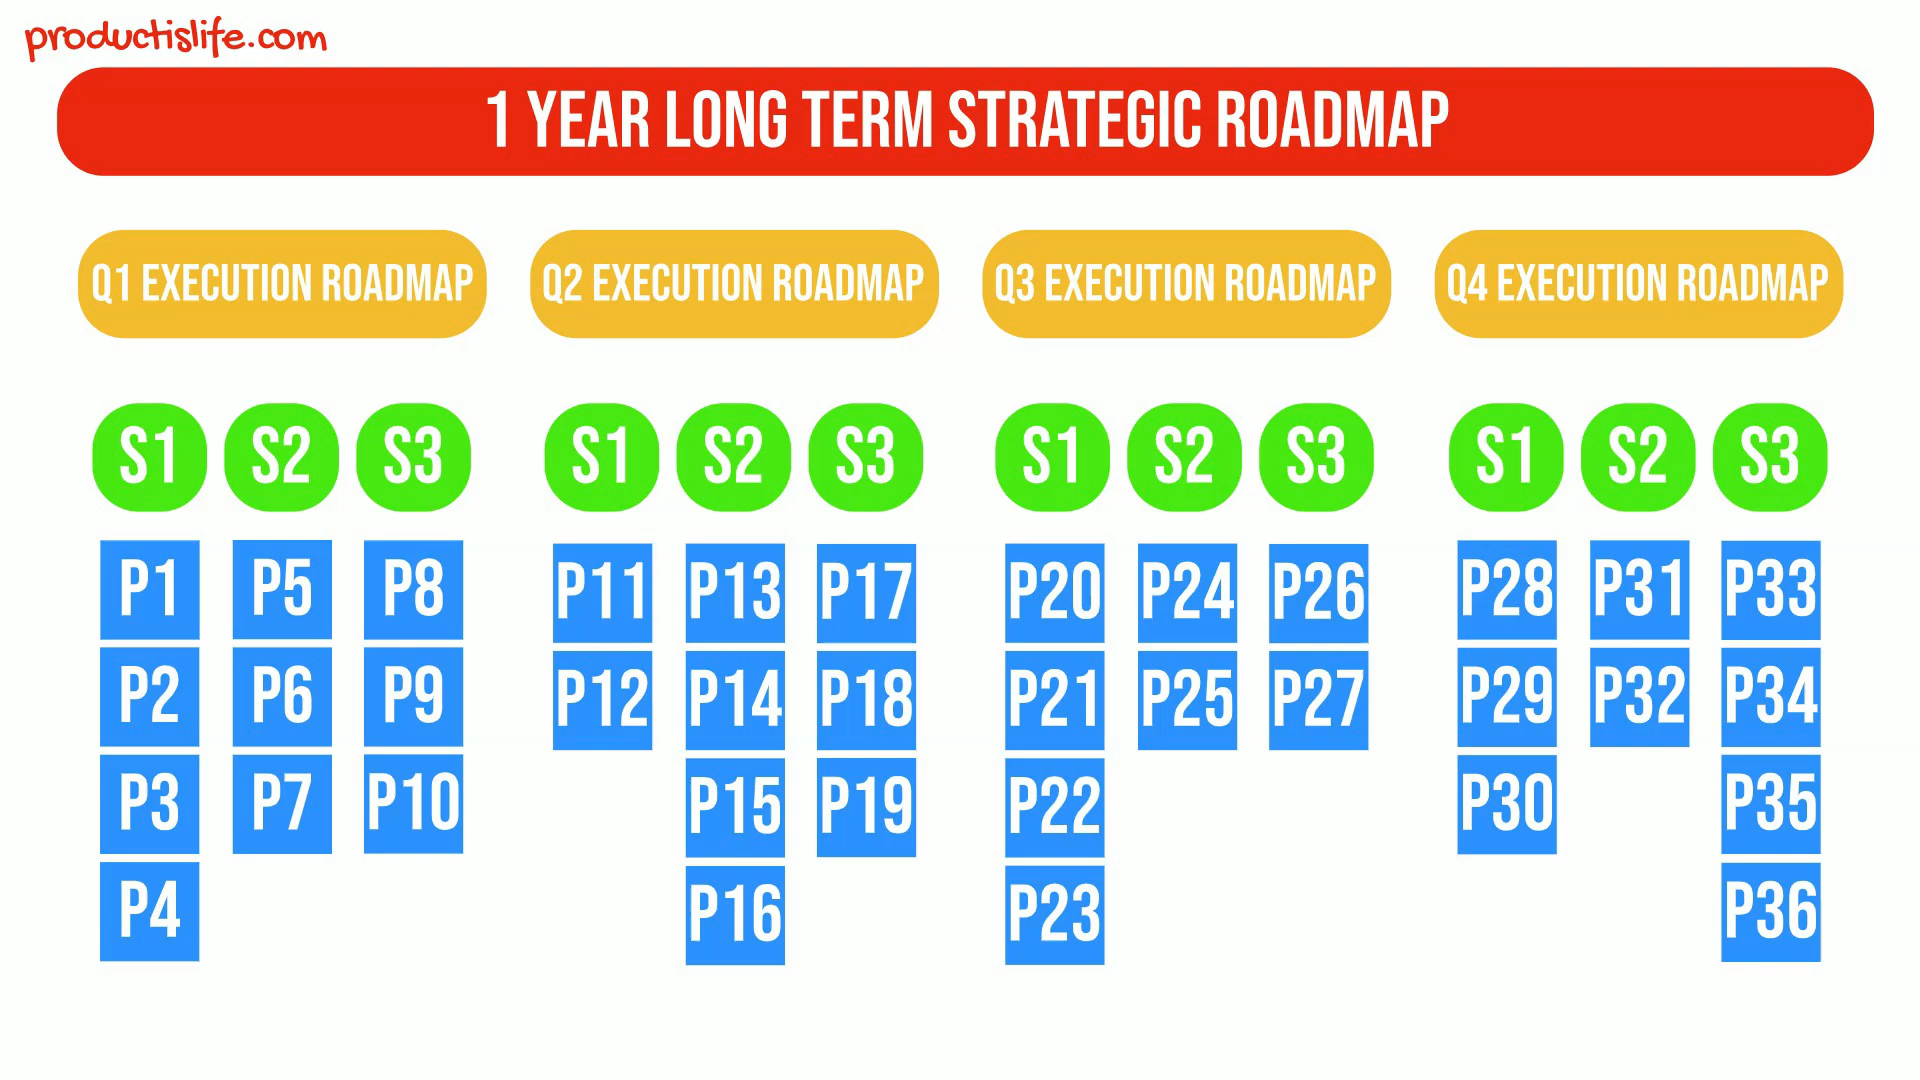 productislife.com
1 YEAR LONG TERM STRATEGIC ROADMAP
Q1 EXECUTION ROADMAP
Q2 EXECUTION ROADMAP
Q3 EXECUTION ROADMAP
Q4 EXECUTION ROADMAP
S1 S2 S3
S1 S2 S3
S1 S2 S3
S1 S2 S3
P1 P5 P8
P2 P6 P9
P3 P7 P10
P4
P11 P13 P17
P12 P14 P18
P15 P19
P16
P20 P24 P26
P21 P25 P27
P22
P23
P28 P31 P33
P29 P32 P34
P30 P35
P36